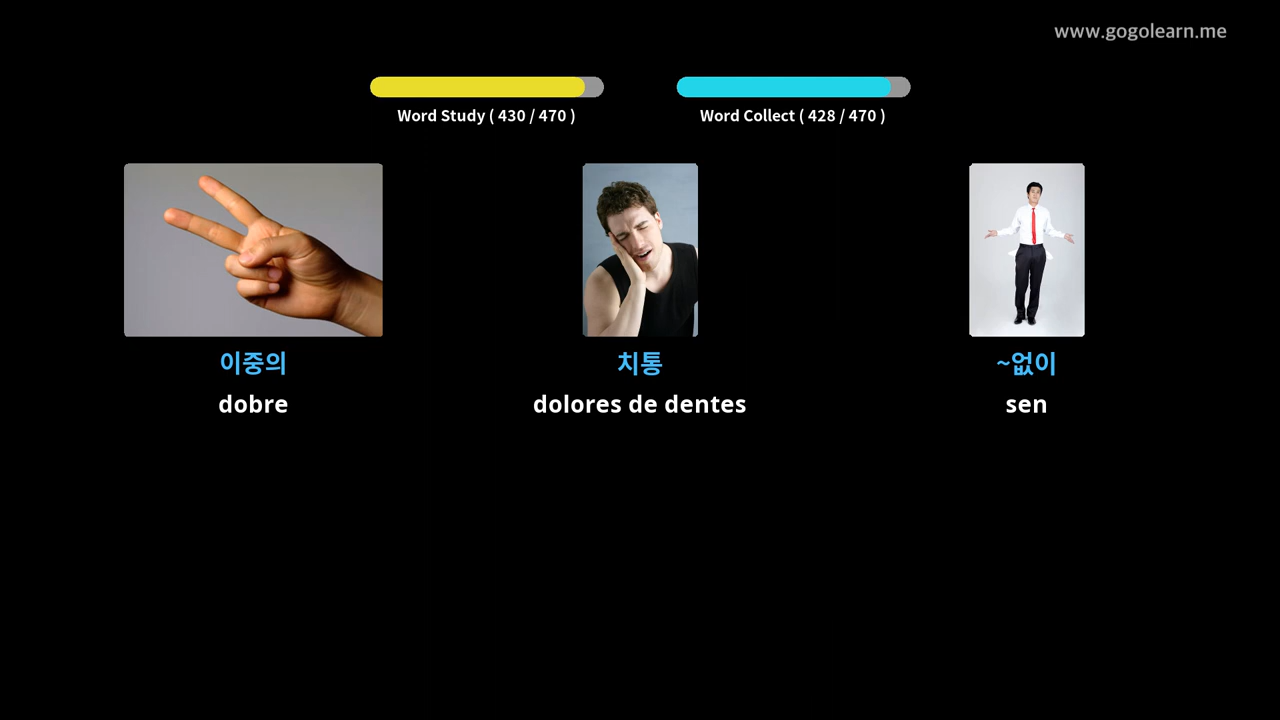 www.gogolearn.me
Word Study ( 430 / 470 )
Word Collect ( 428 / 470 )
이중의
치통
~없이
dobre
dolores de dentes
sen